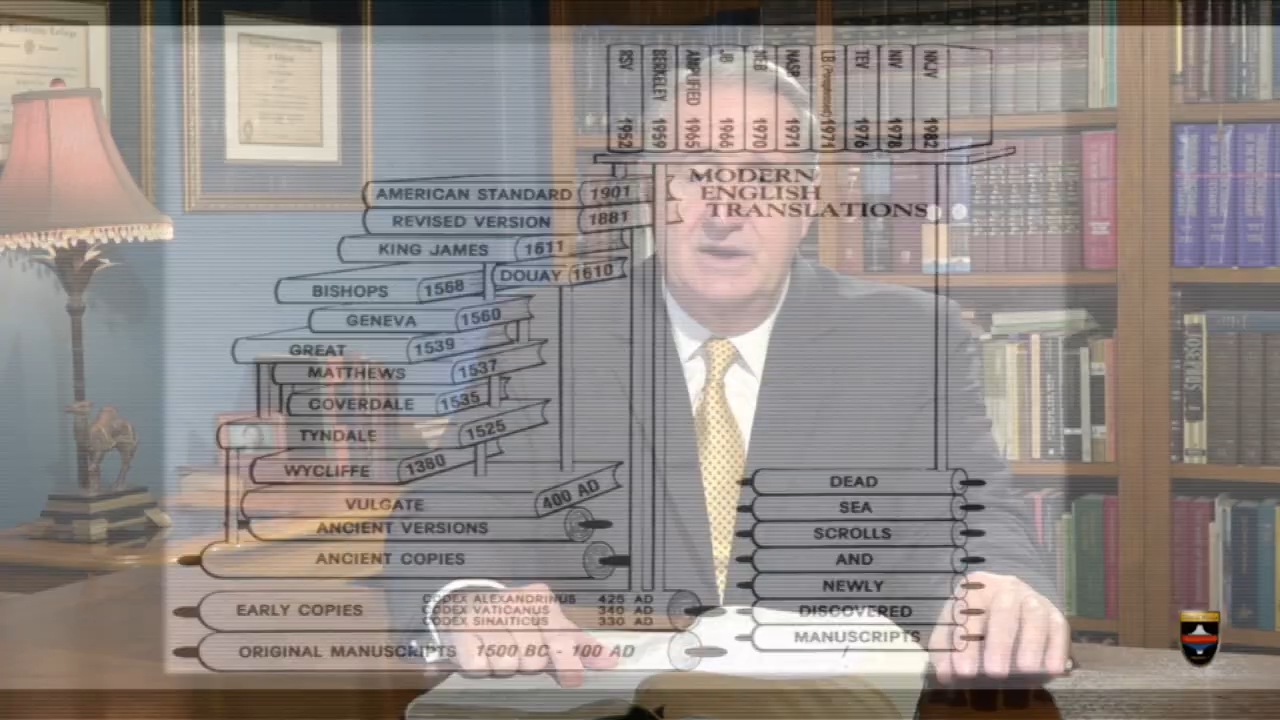 RSV 1952
BERKELEY 1959
AMPLIFIED 1965
JB 1966
NEB 1970
NASB 1971
LB (Paraphrased) 1971
TEV 1976
NIV 1978
NKJV 1982
MODERN
ENGLISH
TRANSLATIONS
AMERICAN STANDARD 1901
REVISED VERSION 1881
KING JAMES 1611
DOUAY 1610
BISHOPS 1568
GENEVA 1560
GREAT 1539
MATTHEWS 1537
COVERDALE 1535
TYNDALE 1525
WYCLIFFE 1380
VULGATE 400 AD
ANCIENT VERSIONS
ANCIENT COPIES
EARLY COPIES
CODEX ALEXANDRINUS 425 AD
CODEX VATICANUS 340 AD
CODEX SINAITICUS 330 AD
ORIGINAL MANUSCRIPTS 1500 BC - 100 AD
DEAD
SEA
SCROLLS
AND
NEWLY
DISCOVERED
MANUSCRIPTS
JOSEPHUS